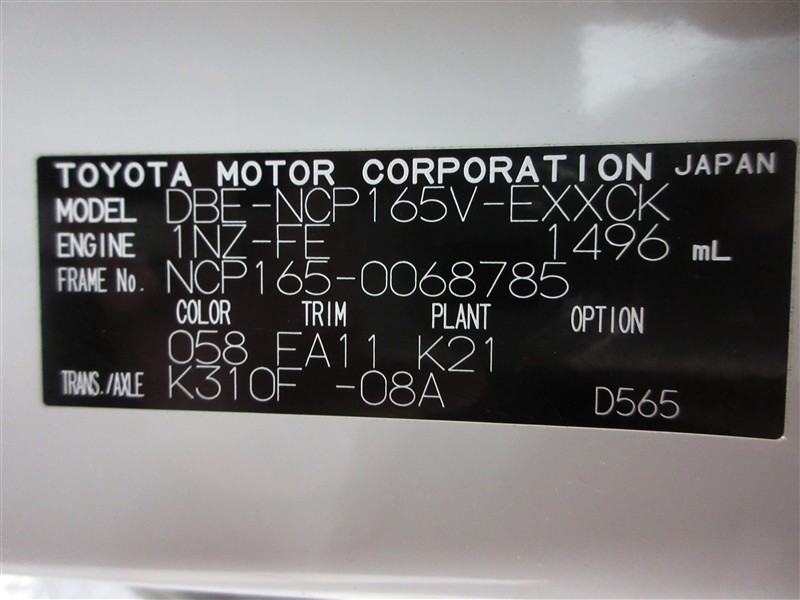 TOYOTA MOTOR CORPORATION JAPAN
MODEL DBE-NCP165V-EXXCK
ENGINE 1NZ-FE 1496 mL
FRAME No. NCP165-0068785
COLOR TRIM PLANT OPTION
058 FA11 K21
TRANS./AXLE K310F -08A D565